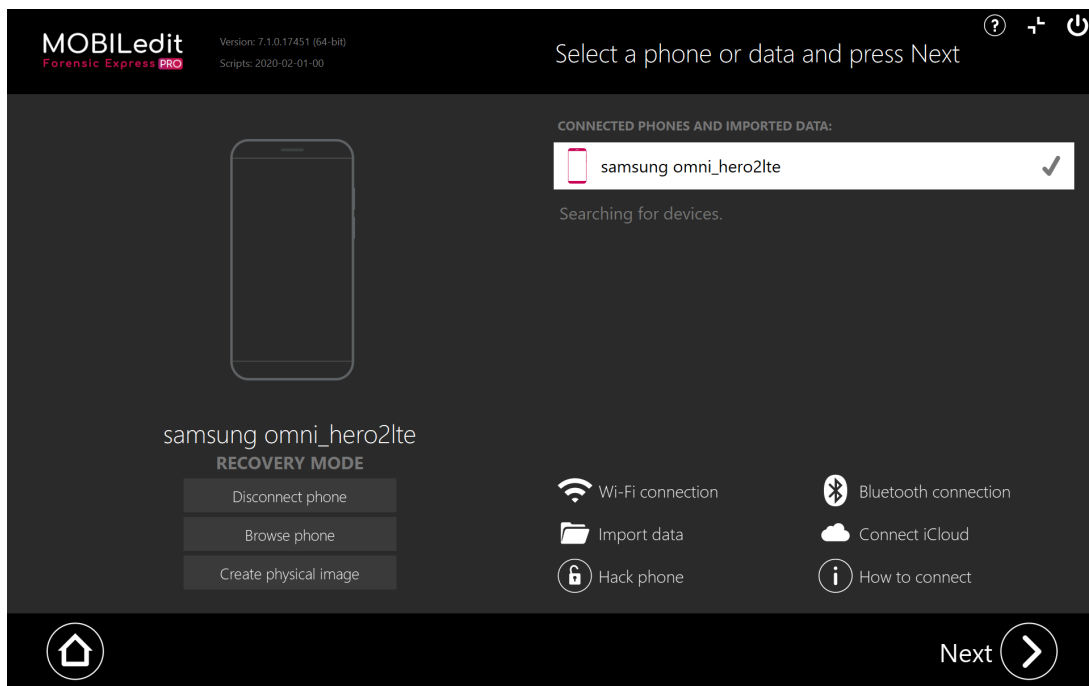 MOBILedit
Forensic Express PRO
Version: 7.1.0.17451 (64-bit)
Scripts: 2020-02-01-00
Select a phone or data and press Next
?
CONNECTED PHONES AND IMPORTED DATA:
samsung omni_hero2lte
Searching for devices.
samsung omni_hero2lte
RECOVERY MODE
Disconnect phone
Browse phone
Create physical image
Wi-Fi connection
Bluetooth connection
Import data
Connect iCloud
Hack phone
i
How to connect
Next